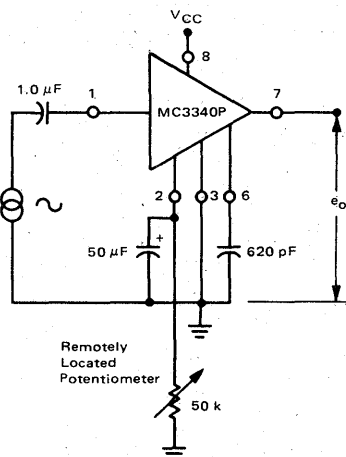 VCC
8
1.0 µF
1
MC3340P
7
2
3
6
eo
+
50 µF
620 pF
Remotely
Located
Potentiometer
50 k